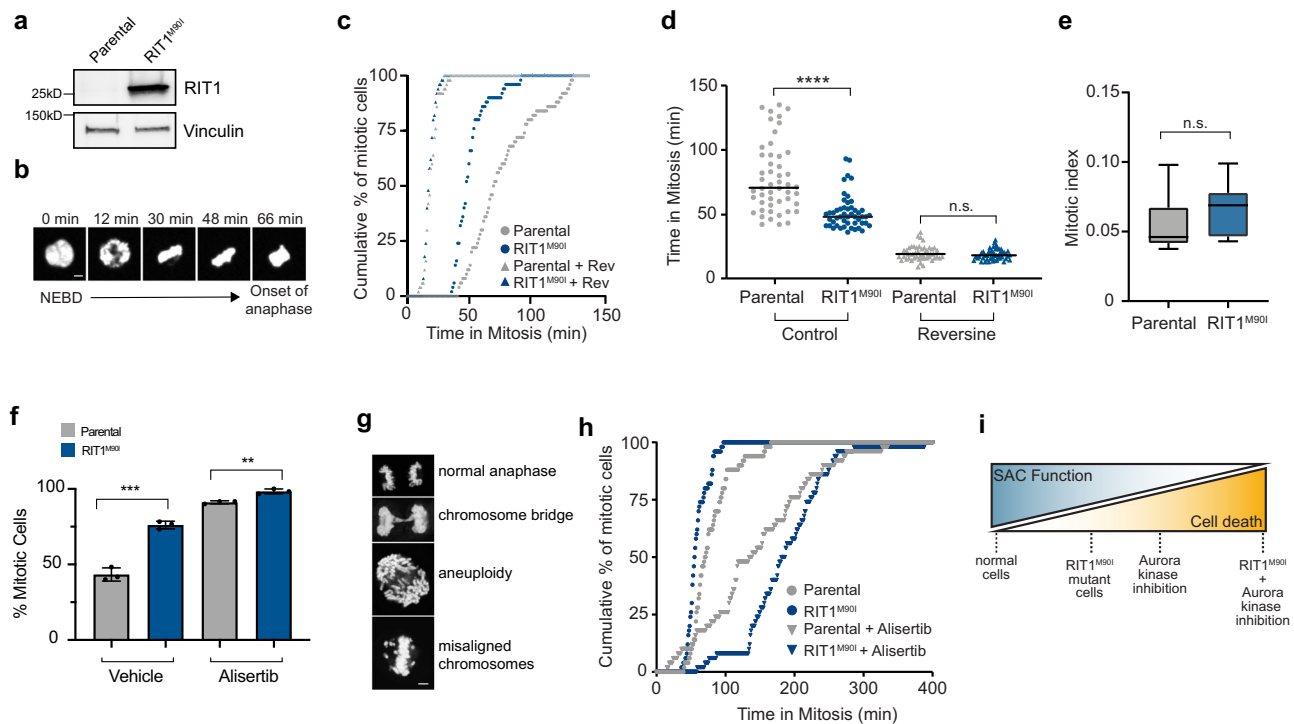 a
Parental
RIT1M90I
25kD
RIT1
150kD
Vinculin
b
0 min 12 min 30 min 48 min 66 min
NEBD
Onset of
anaphase
c
Cumulative % of mitotic cells
100
75
50
25
0
Parental
RIT1M90I
Parental + Rev
RIT1M90I + Rev
0 50 100 150
Time in Mitosis (min)
d
Time in Mitosis (min)
150
100
50
0
****
n.s.
Parental RIT1M90I Parental RIT1M90I
Control Reversine
e
Mitotic index
0.15
0.10
0.05
0
n.s.
Parental RIT1M90I
f
Parental
RIT1M90I
% Mitotic Cells
100
75
50
25
0
***
**
Vehicle Alisertib
g
normal anaphase
chromosome bridge
aneuploidy
misaligned
chromosomes
h
Cumulative % of mitotic cells
100
75
50
25
0
Parental
RIT1M90I
Parental + Alisertib
RIT1M90I + Alisertib
0 100 200 300 400
Time in Mitosis (min)
i
SAC Function
Cell death
normal
cells
RIT1M90I
mutant
cells
Aurora
kinase
inhibition
RIT1M90I
+
Aurora
kinase
inhibition